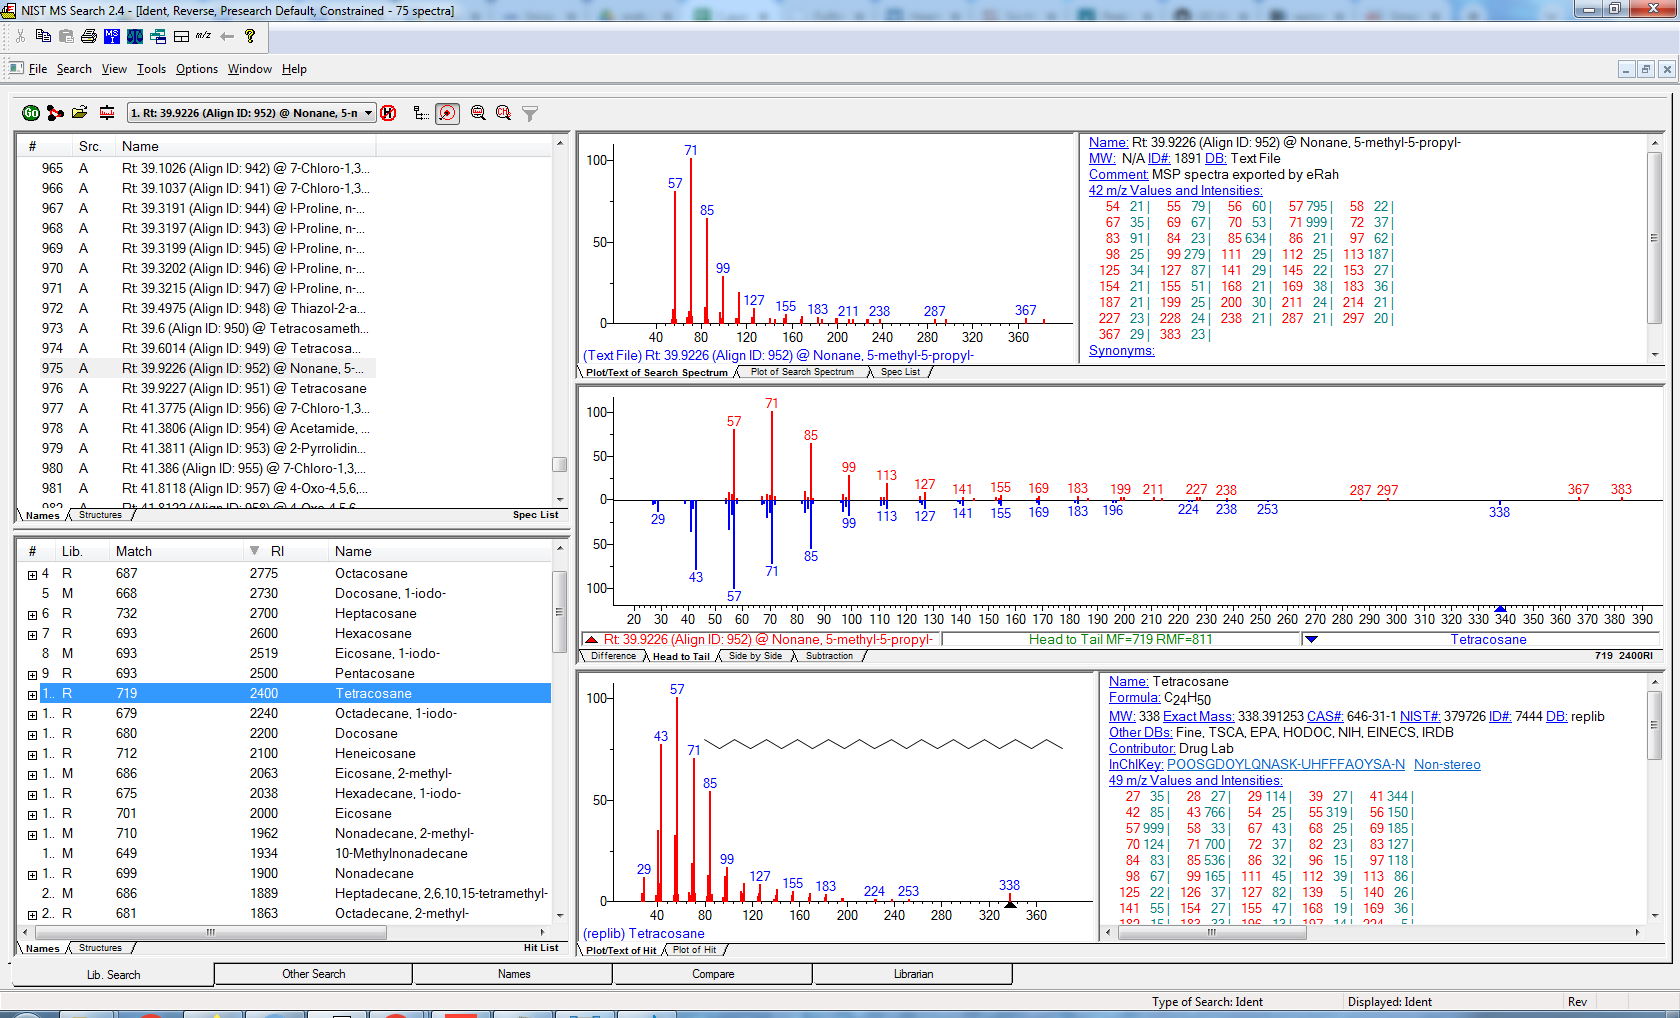 NIST MS Search 2.4 - [Ident, Reverse, Presearch Default, Constrained - 75 spectra]
File Search View Tools Options Window Help
1. Rt: 39.9226 (Align ID: 952) @ Nonane, 5-m
# Src. Name
965 A Rt: 39.1026 (Align ID: 942) @ 7-Chloro-1,3...
966 A Rt: 39.1037 (Align ID: 941) @ 7-Chloro-1,3...
967 A Rt: 39.3191 (Align ID: 944) @ l-Proline, n-...
968 A Rt: 39.3197 (Align ID: 943) @ l-Proline, n-...
969 A Rt: 39.3199 (Align ID: 945) @ l-Proline, n-...
970 A Rt: 39.3202 (Align ID: 946) @ l-Proline, n-...
971 A Rt: 39.3215 (Align ID: 947) @ l-Proline, n-...
972 A Rt: 39.4975 (Align ID: 948) @ Thiazol-2-a...
973 A Rt: 39.6 (Align ID: 950) @ Tetracosameth...
974 A Rt: 39.6014 (Align ID: 949) @ Tetracosa...
975 A Rt: 39.9226 (Align ID: 952) @ Nonane, 5-...
976 A Rt: 39.9227 (Align ID: 951) @ Tetracosane
977 A Rt: 41.3775 (Align ID: 956) @ 7-Chloro-1,3...
978 A Rt: 41.3806 (Align ID: 954) @ Acetamide, ...
979 A Rt: 41.3811 (Align ID: 953) @ 2-Pyrrolidin...
980 A Rt: 41.386 (Align ID: 955) @ 7-Chloro-1,3,...
981 A Rt: 41.8118 (Align ID: 957) @ 4-Oxo-4,5,6,...
Names Structures Spec List
# Lib. Match RI Name
4 R 687 2775 Octacosane
5 M 668 2730 Docosane, 1-iodo-
6 R 732 2700 Heptacosane
7 R 693 2600 Hexacosane
8 M 693 2519 Eicosane, 1-iodo-
9 R 693 2500 Pentacosane
1.. R 719 2400 Tetracosane
1.. R 679 2240 Octadecane, 1-iodo-
1.. R 680 2200 Docosane
1.. R 712 2100 Heneicosane
1.. M 686 2063 Eicosane, 2-methyl-
1.. R 675 2038 Hexadecane, 1-iodo-
1.. R 701 2000 Eicosane
1.. M 710 1962 Nonadecane, 2-methyl-
1.. M 649 1934 10-Methylnonadecane
1.. R 699 1900 Nonadecane
2.. M 686 1889 Heptadecane, 2,6,10,15-tetramethyl-
2.. R 681 1863 Octadecane, 2-methyl-
Names Structures Hit List
100 50 0
57 71 85 99 127 155 183 211 238 287 367
40 80 120 160 200 240 280 320 360
(Text File) Rt: 39.9226 (Align ID: 952) @ Nonane, 5-methyl-5-propyl-
Plot/Text of Search Spectrum Plot of Search Spectrum Spec List
Name: Rt: 39.9226 (Align ID: 952) @ Nonane, 5-methyl-5-propyl-
MW: N/A ID#: 1891 DB: Text File
Comment: MSP spectra exported by eRah
42 m/z Values and Intensities:
54 21| 55 79| 56 60| 57 795| 58 22|
67 35| 69 67| 70 53| 71 999| 72 37|
83 91| 84 23| 85 634| 86 21| 97 62|
98 25| 99 279| 111 29| 112 25| 113 187|
125 34| 127 87| 141 29| 145 22| 153 27|
154 21| 155 51| 168 21| 169 38| 183 36|
187 21| 199 25| 200 30| 211 24| 214 21|
227 23| 228 24| 238 21| 287 21| 297 20|
367 29| 383 23|
Synonyms:
100 50 0 50 100
57 71 85 99 113 127 141 155 169 183 199 211 227 238 287 297 367 383
29 43 57 71 85 99 113 127 141 155 169 183 196 224 238 253 338
20 30 40 50 60 70 80 90 100 110 120 130 140 150 160 170 180 190 200 210 220 230 240 250 260 270 280 290 300 310 320 330 340 350 360 370 380 390
Rt: 39.9226 (Align ID: 952) @ Nonane, 5-methyl-5-propyl- Head to Tail MF=719 RMF=811 Tetracosane
Difference Head to Tail Side by Side Subtraction 719 2400RI
100 50 0
29 43 57 71 85 99 127 155 183 224 253 338
40 80 120 160 200 240 280 320 360
(replib) Tetracosane
Plot/Text of Hit Plot of Hit
Name: Tetracosane
Formula: C24H50
MW: 338 Exact Mass: 338.391253 CAS#: 646-31-1 NIST#: 379726 ID#: 7444 DB: replib
Other DBs: Fine, TSCA, EPA, HODOC, NIH, EINECS, IRDB
Contributor: Drug Lab
InChIKey: POOSGDOYLQNASK-UHFFFAOYSA-N Non-stereo
49 m/z Values and Intensities:
27 35| 28 27| 29 114| 39 27| 41 344|
42 85| 43 766| 54 25| 55 319| 56 150|
57 999| 58 33| 67 43| 68 25| 69 185|
70 124| 71 700| 72 37| 82 23| 83 127|
84 83| 85 536| 86 32| 96 15| 97 118|
98 67| 99 165| 111 45| 112 39| 113 86|
125 22| 126 37| 127 82| 139 5| 140 26|
141 55| 154 27| 155 47| 168 19| 169 36|
Lib. Search Other Search Names Compare Librarian
Type of Search: Ident Displayed: Ident Rev